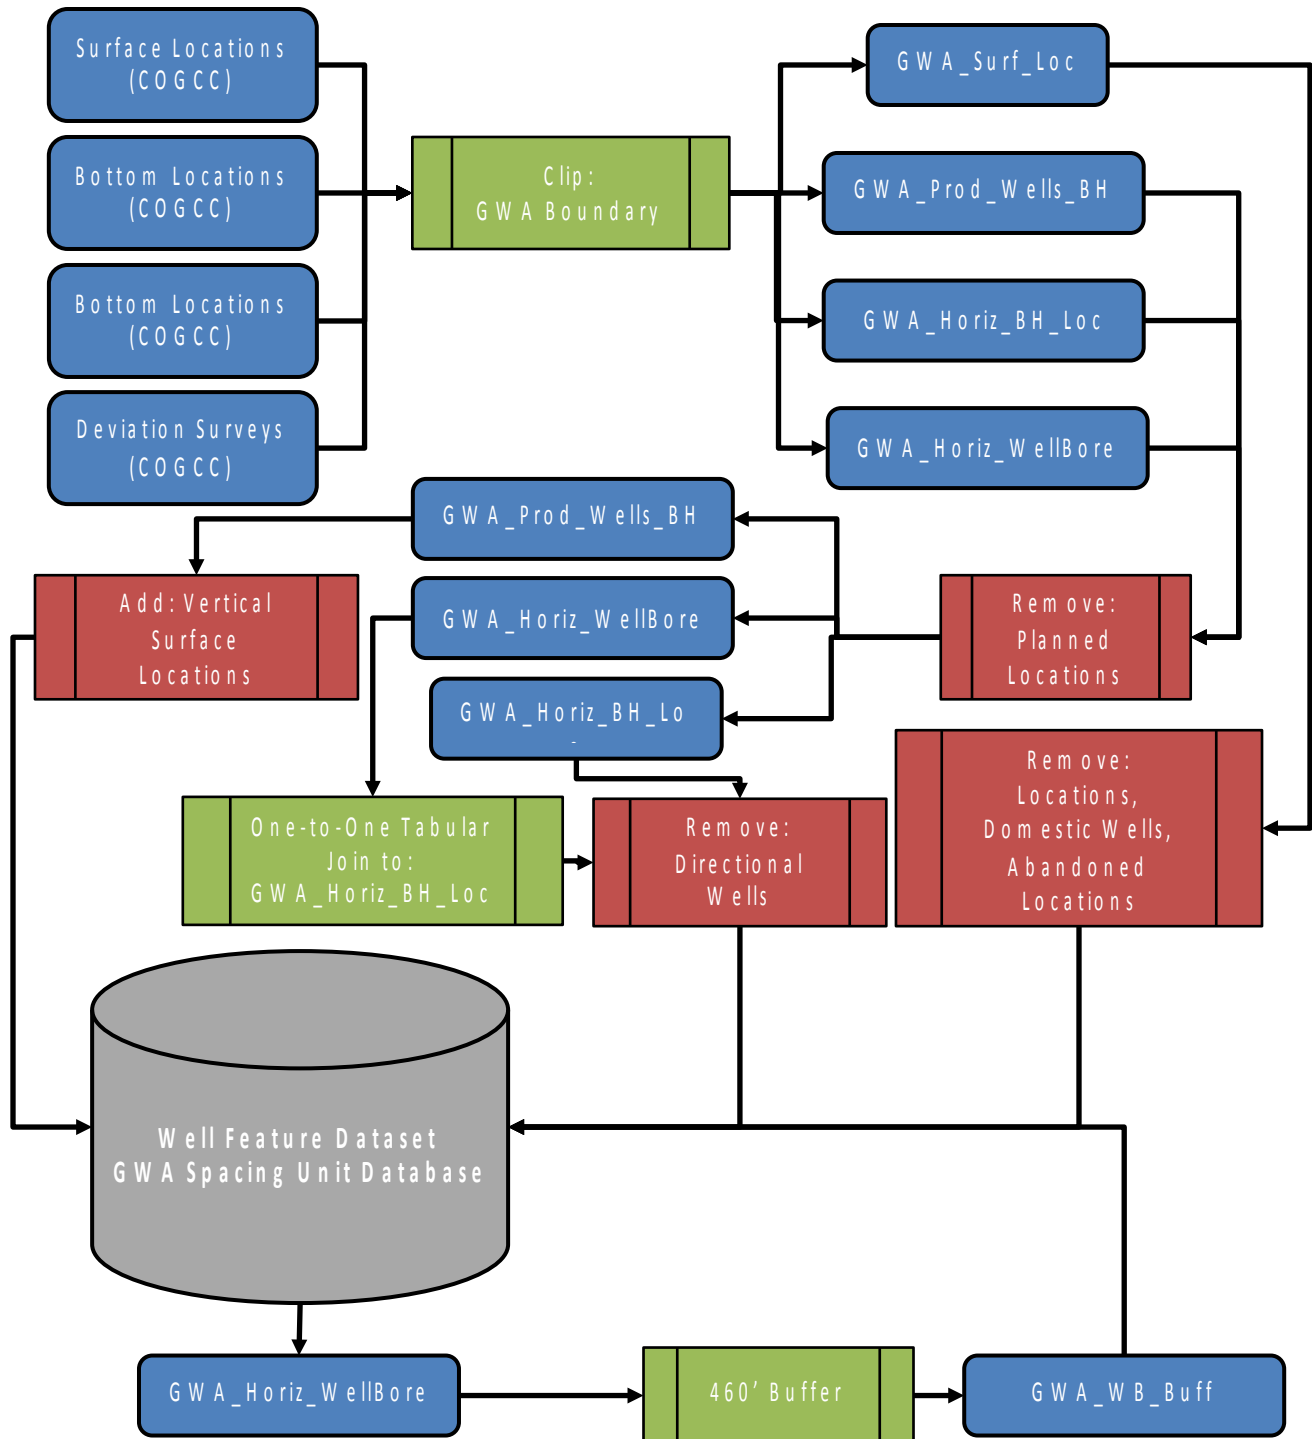 Surface Locations
(COGCC)
Bottom Locations
(COGCC)
Bottom Locations
(COGCC)
Deviation Surveys
(COGCC)
Clip:
GWA Boundary
GWA_Surf_Loc
GWA_Prod_Wells_BH
GWA_Horiz_BH_Loc
GWA_Horiz_WellBore
GWA_Prod_Wells_BH
GWA_Horiz_WellBore
GWA_Horiz_BH_Lo
Add: Vertical
Surface
Locations
Remove:
Planned
Locations
One-to-One Tabular
Join to:
GWA_Horiz_BH_Loc
Remove:
Directional
Wells
Remove:
Locations,
Domestic Wells,
Abandoned
Locations
Well Feature Dataset
GWA Spacing Unit Database
GWA_Horiz_WellBore
460’ Buffer
GWA_WB_Buff